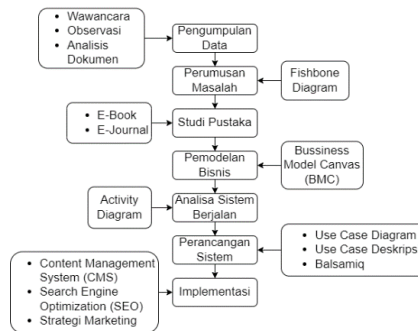 • Wawancara
• Observasi
• Analisis
Dokumen
Pengumpulan
Data
Perumusan
Masalah
Fishbone
Diagram
• E-Book
• E-Journal
Studi Pustaka
Pemodelan
Bisnis
Bussiness
Model Canvas
(BMC)
Activity
Diagram
Analisa Sistem
Berjalan
Perancangan
Sistem
• Use Case Diagram
• Use Case Deskrips
• Balsamiq
• Content Management
System (CMS)
• Search Engine
Optimization (SEO)
• Strategi Marketing
Implementasi